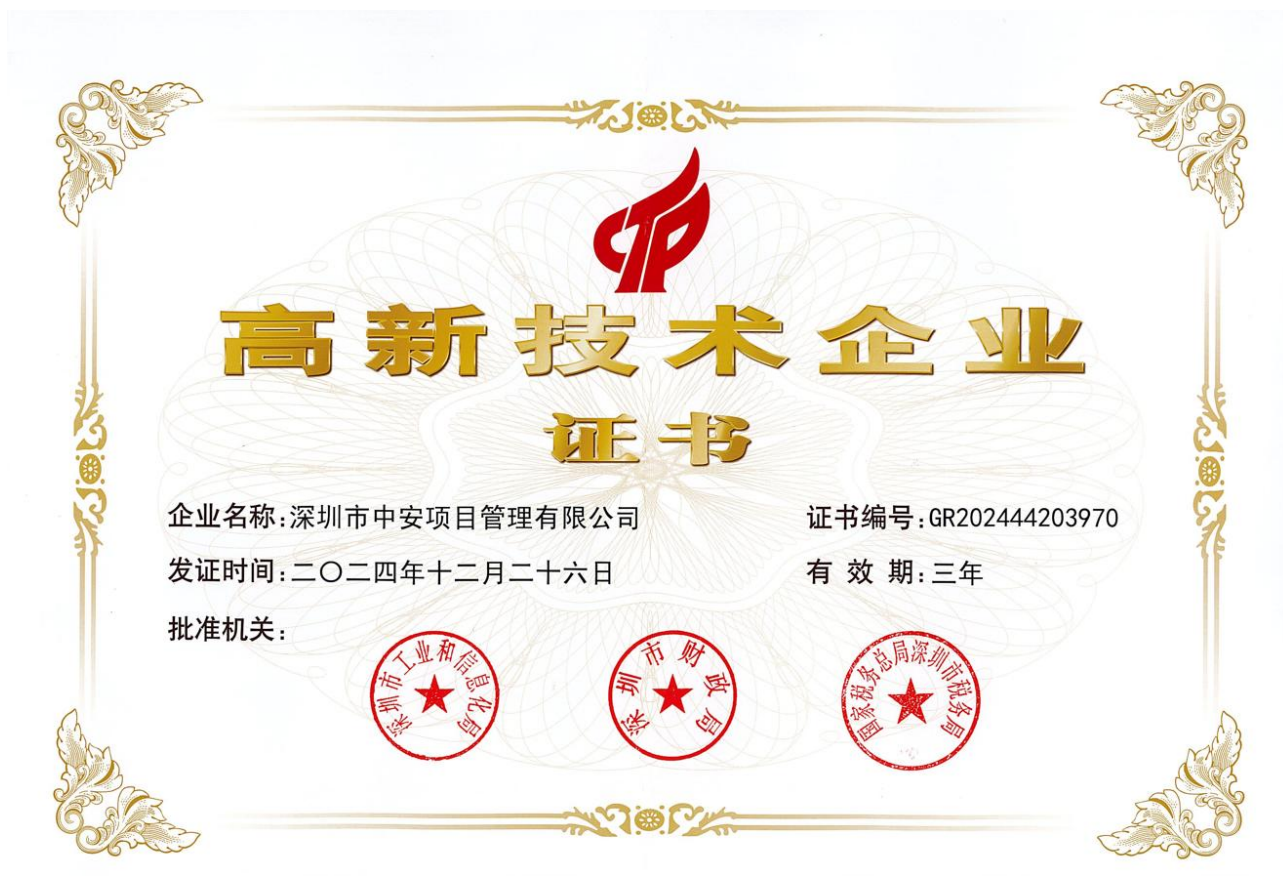 高新技术企业
证书
企业名称:深圳市中安项目管理有限公司
证书编号:GR202444203970
发证时间:二〇二四年十二月二十六日
有效期:三年
批准机关:
深圳市工业和信息化局
深圳市财政局
国家税务总局深圳市税务局